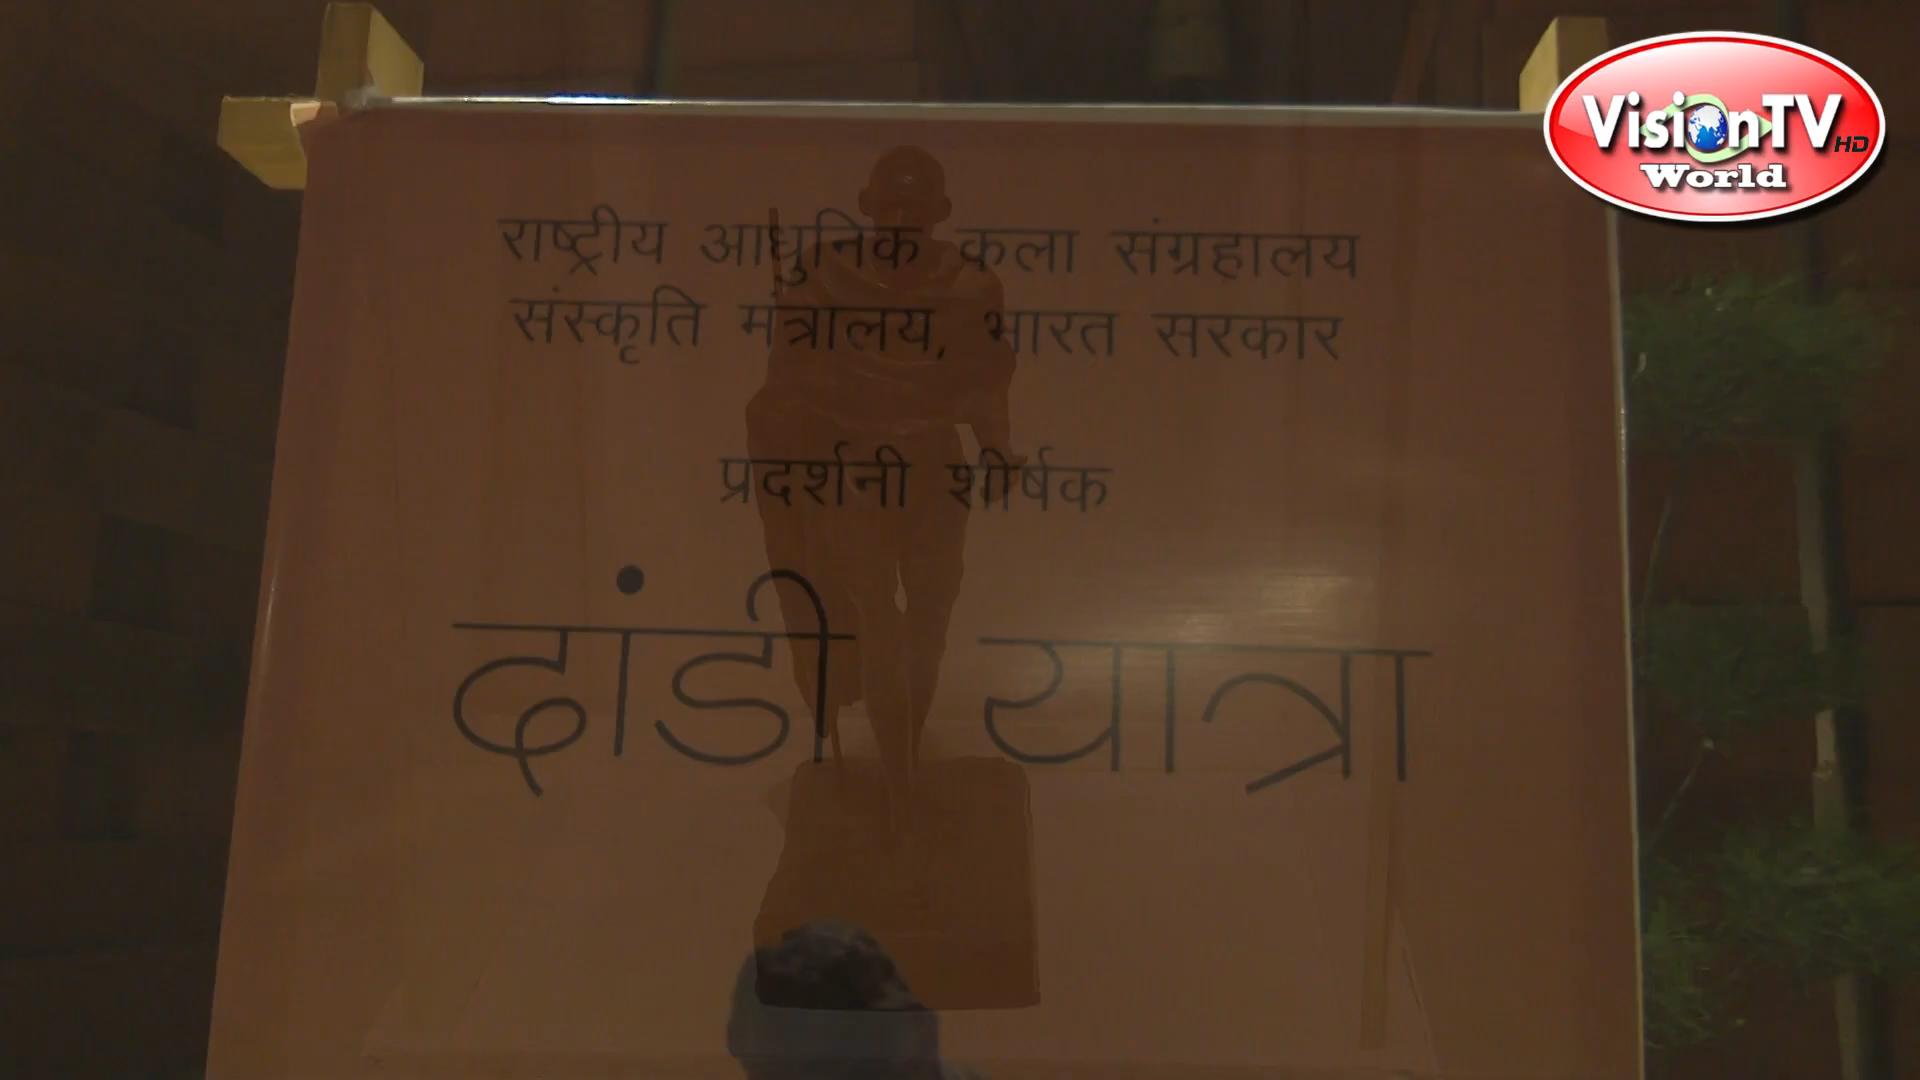 VisionTV HD
World
राष्ट्रीय आधुनिक कला संग्रहालय
संस्कृति मंत्रालय, भारत सरकार
प्रदर्शनी शीर्षक
दांडी यात्रा